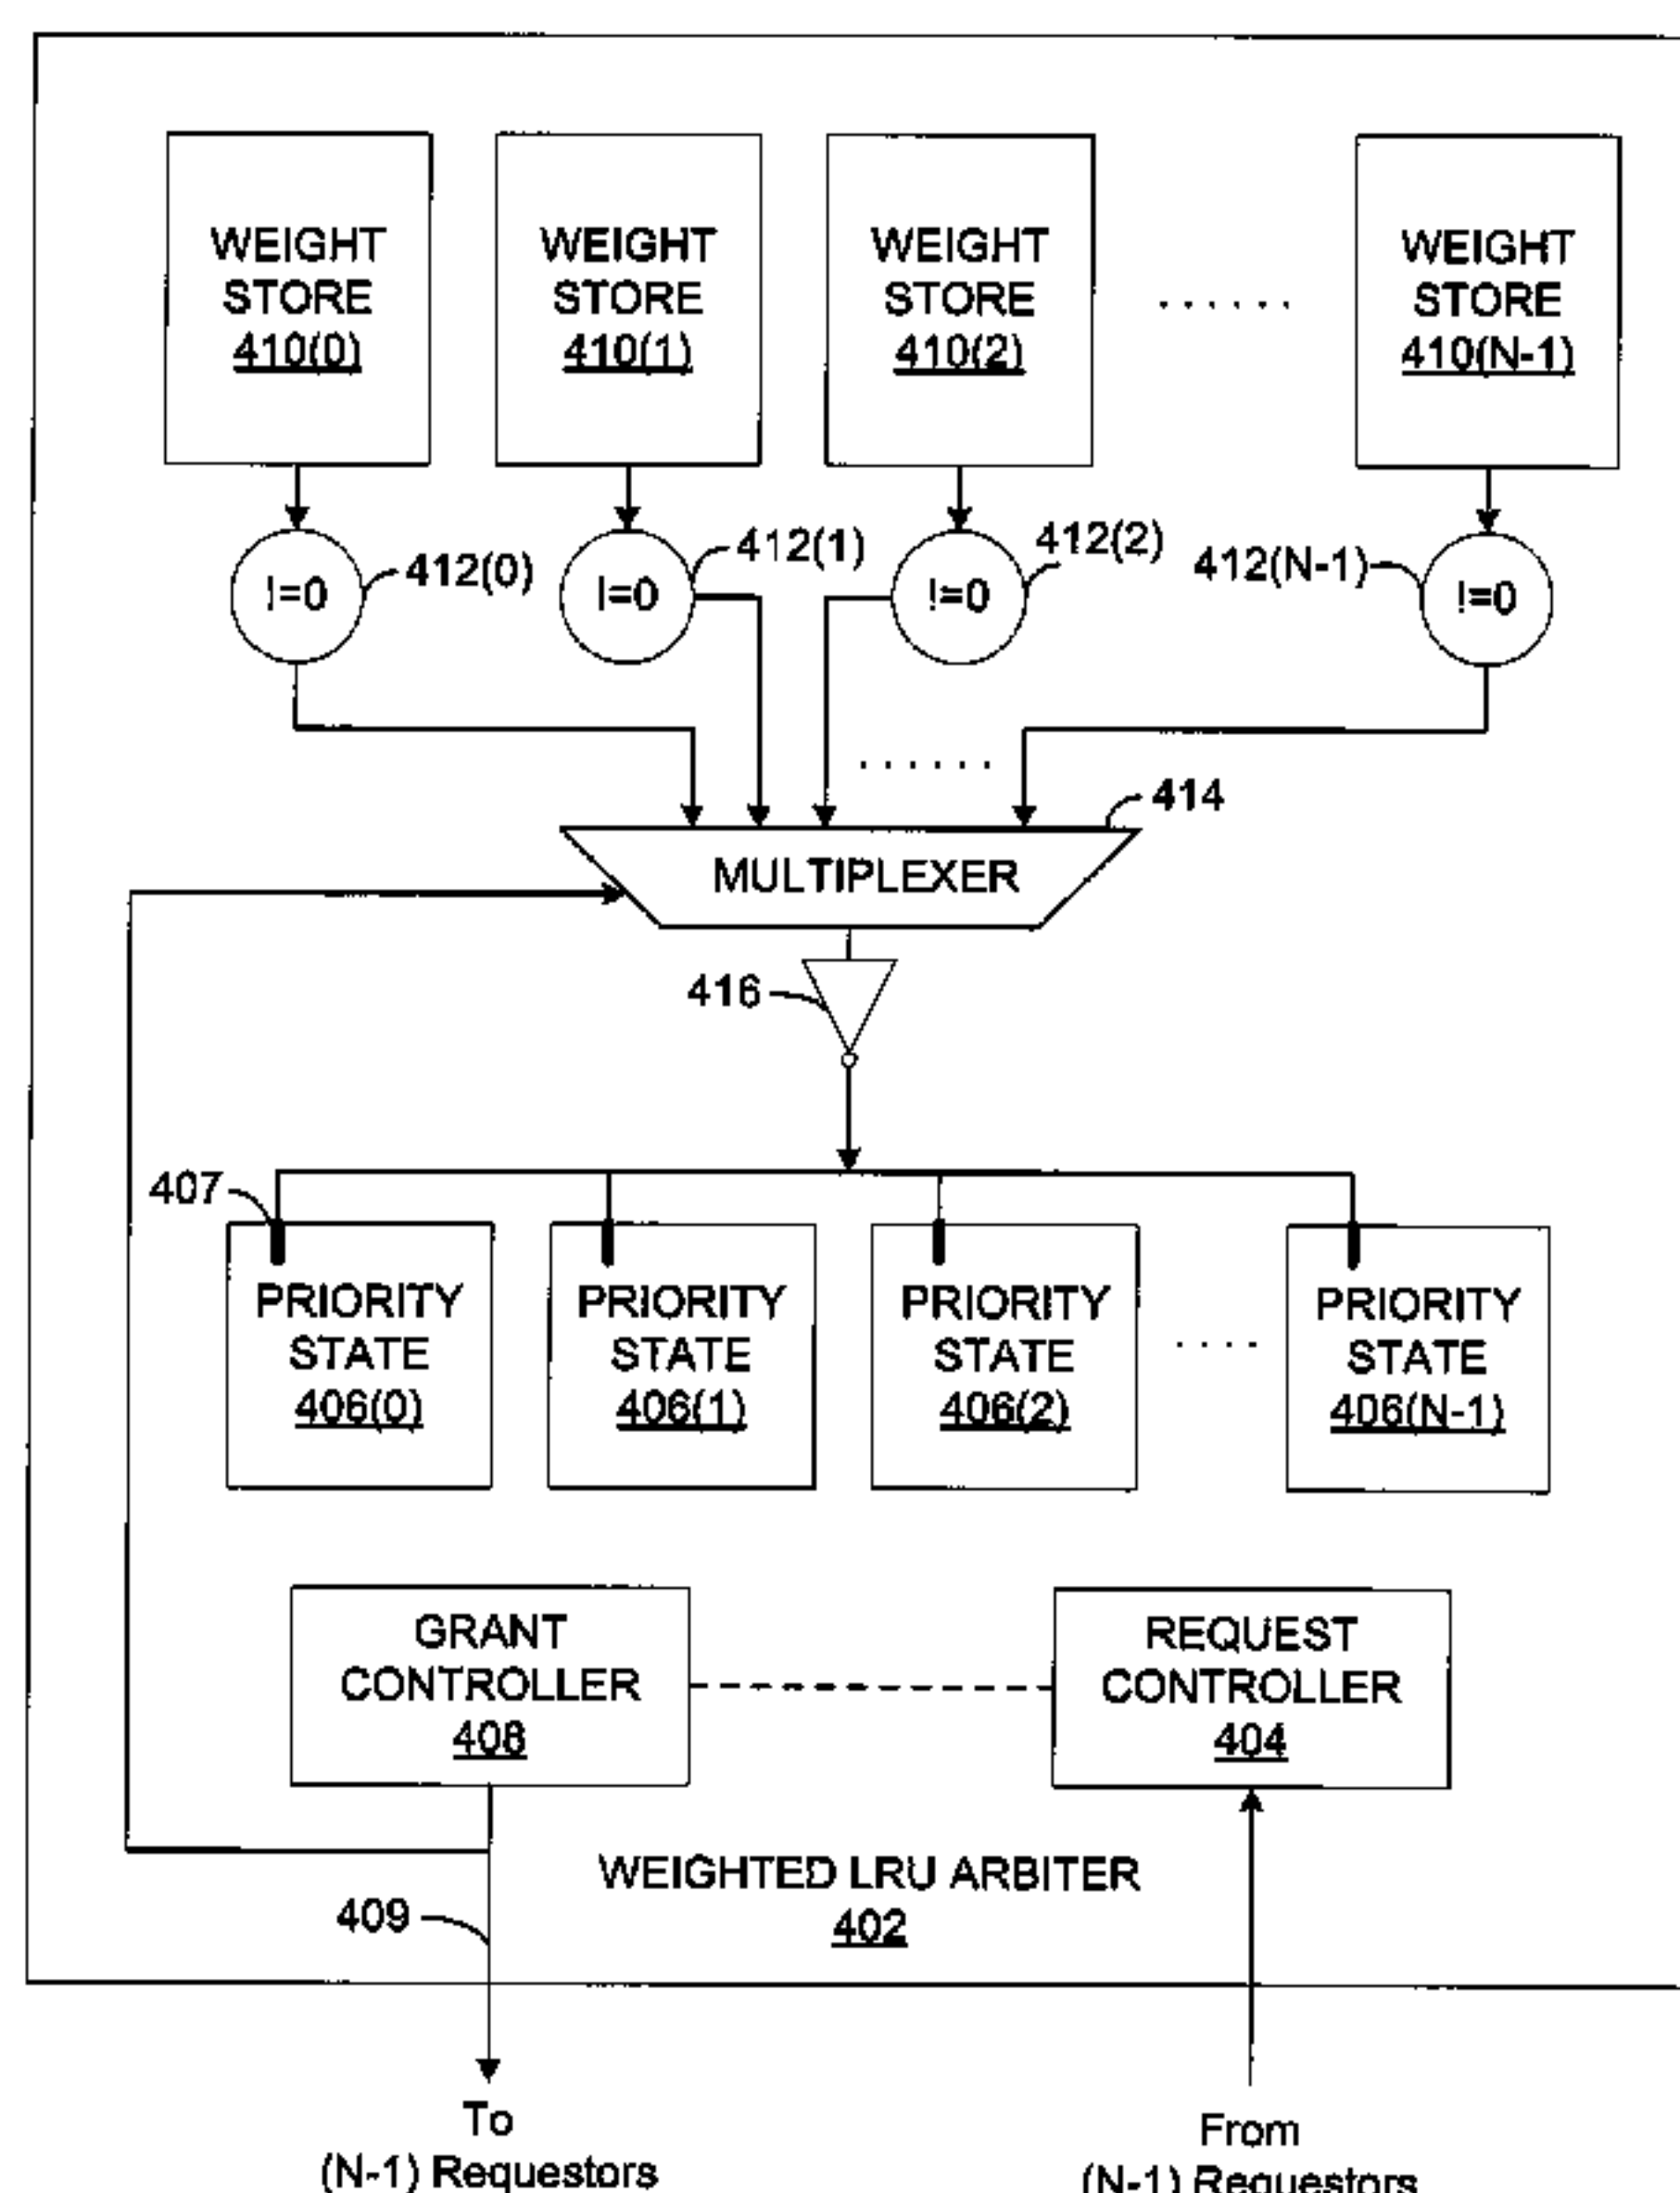 WEIGHT
STORE
410(0)
WEIGHT
STORE
410(1)
WEIGHT
STORE
410(2)
......
WEIGHT
STORE
410(N-1)
!=0
412(0)
!=0
412(1)
!=0
412(2)
412(N-1)
!=0
......
414
MULTIPLEXER
416
407
PRIORITY
STATE
406(0)
PRIORITY
STATE
406(1)
PRIORITY
STATE
406(2)
....
PRIORITY
STATE
406(N-1)
GRANT
CONTROLLER
408
REQUEST
CONTROLLER
404
WEIGHTED LRU ARBITER
402
409
To
(N-1) Requestors
From
(N-1) Requestors